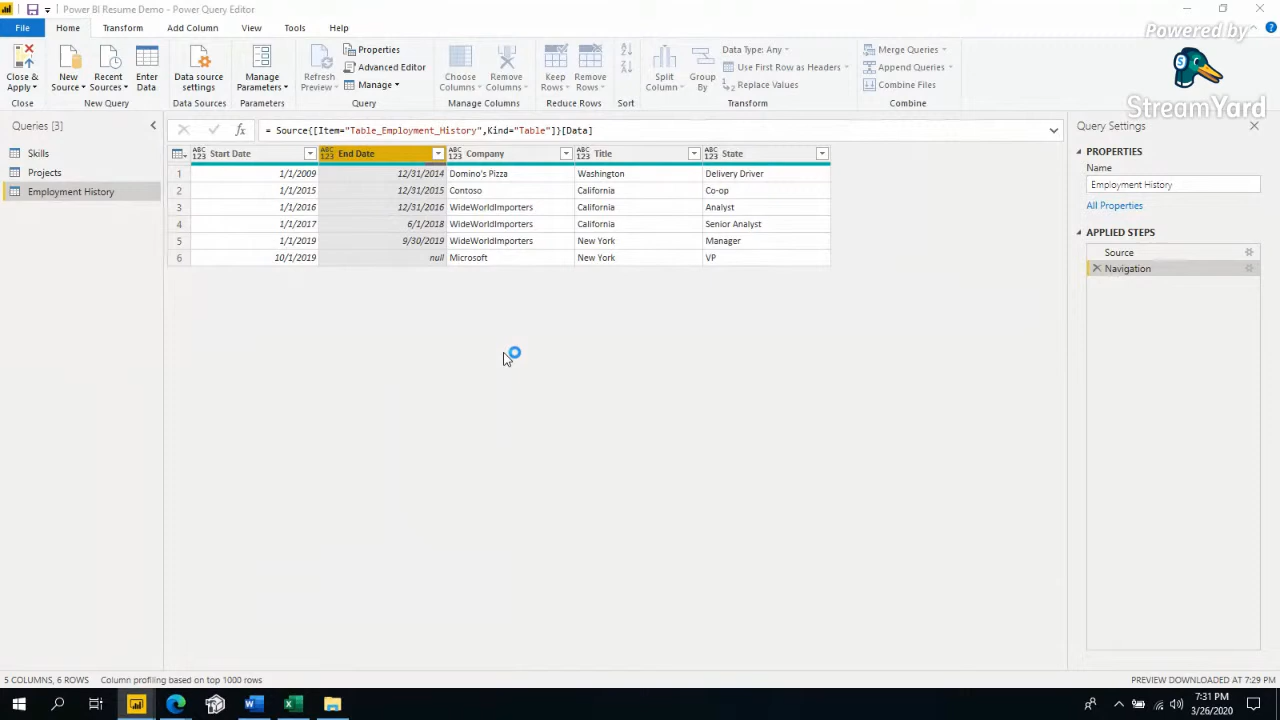 Power BI Resume Demo - Power Query Editor
File Home Transform Add Column View Tools Help
Powered by
StreamYard
Close & Apply
Close
New Source
Recent Sources
Enter Data
New Query
Data source settings
Data Sources
Manage Parameters
Parameters
Refresh Preview
Properties
Advanced Editor
Manage
Query
Choose Columns
Remove Columns
Manage Columns
Keep Rows
Remove Rows
Reduce Rows
Sort
Split Column
Group By
Data Type: Any
Use First Row as Headers
Replace Values
Transform
Merge Queries
Append Queries
Combine Files
Combine
Queries [3]
Skills
Projects
Employment History
= Source{[Item="Table_Employment_History",Kind="Table"]}[Data]
ABC 123 Start Date ABC 123 End Date ABC 123 Company ABC 123 Title ABC 123 State
1 1/1/2009 12/31/2014 Domino's Pizza Washington Delivery Driver
2 1/1/2015 12/31/2015 Contoso California Co-op
3 1/1/2016 12/31/2016 WideWorldImporters California Analyst
4 1/1/2017 6/1/2018 WideWorldImporters California Senior Analyst
5 1/1/2019 9/30/2019 WideWorldImporters New York Manager
6 10/1/2019 null Microsoft New York VP
Query Settings
PROPERTIES
Name
Employment History
All Properties
APPLIED STEPS
Source
Navigation
5 COLUMNS, 6 ROWS Column profiling based on top 1000 rows
PREVIEW DOWNLOADED AT 7:29 PM
7:31 PM
3/26/2020